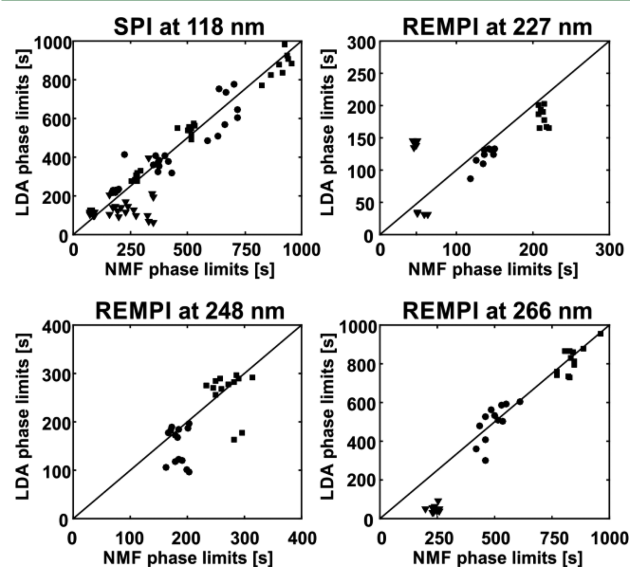 SPI at 118 nm
LDA phase limits [s]
1000
800
600
400
200
0
0 250 500 750 1000
NMF phase limits [s]
REMPI at 227 nm
LDA phase limits [s]
300
250
200
150
100
50
0
0 100 200 300
NMF phase limits [s]
REMPI at 248 nm
LDA phase limits [s]
400
300
200
100
0
0 100 200 300 400
NMF phase limits [s]
REMPI at 266 nm
LDA phase limits [s]
1000
800
600
400
200
0
0 250 500 750 1000
NMF phase limits [s]